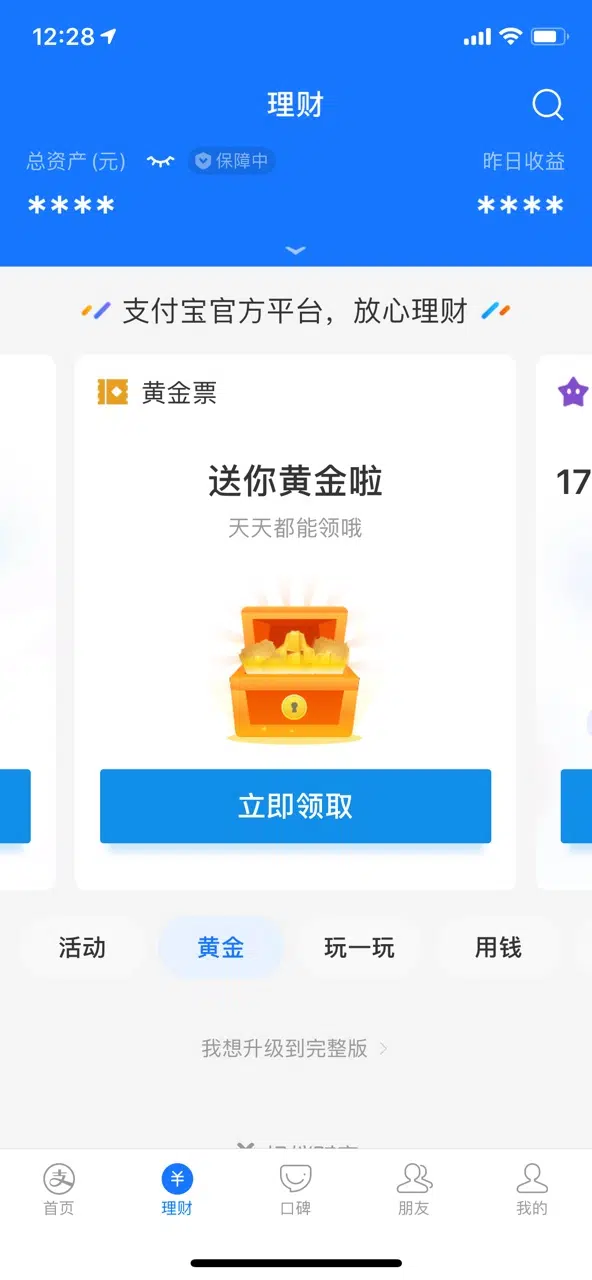 12:28
理财
总资产(元) 保障中 昨日收益
**** ****
支付宝官方平台，放心理财
黄金票
送你黄金啦
17
天天都能领哦
立即领取
活动 黄金 玩一玩 用钱
我想升级到完整版
首页 理财 口碑 朋友 我的